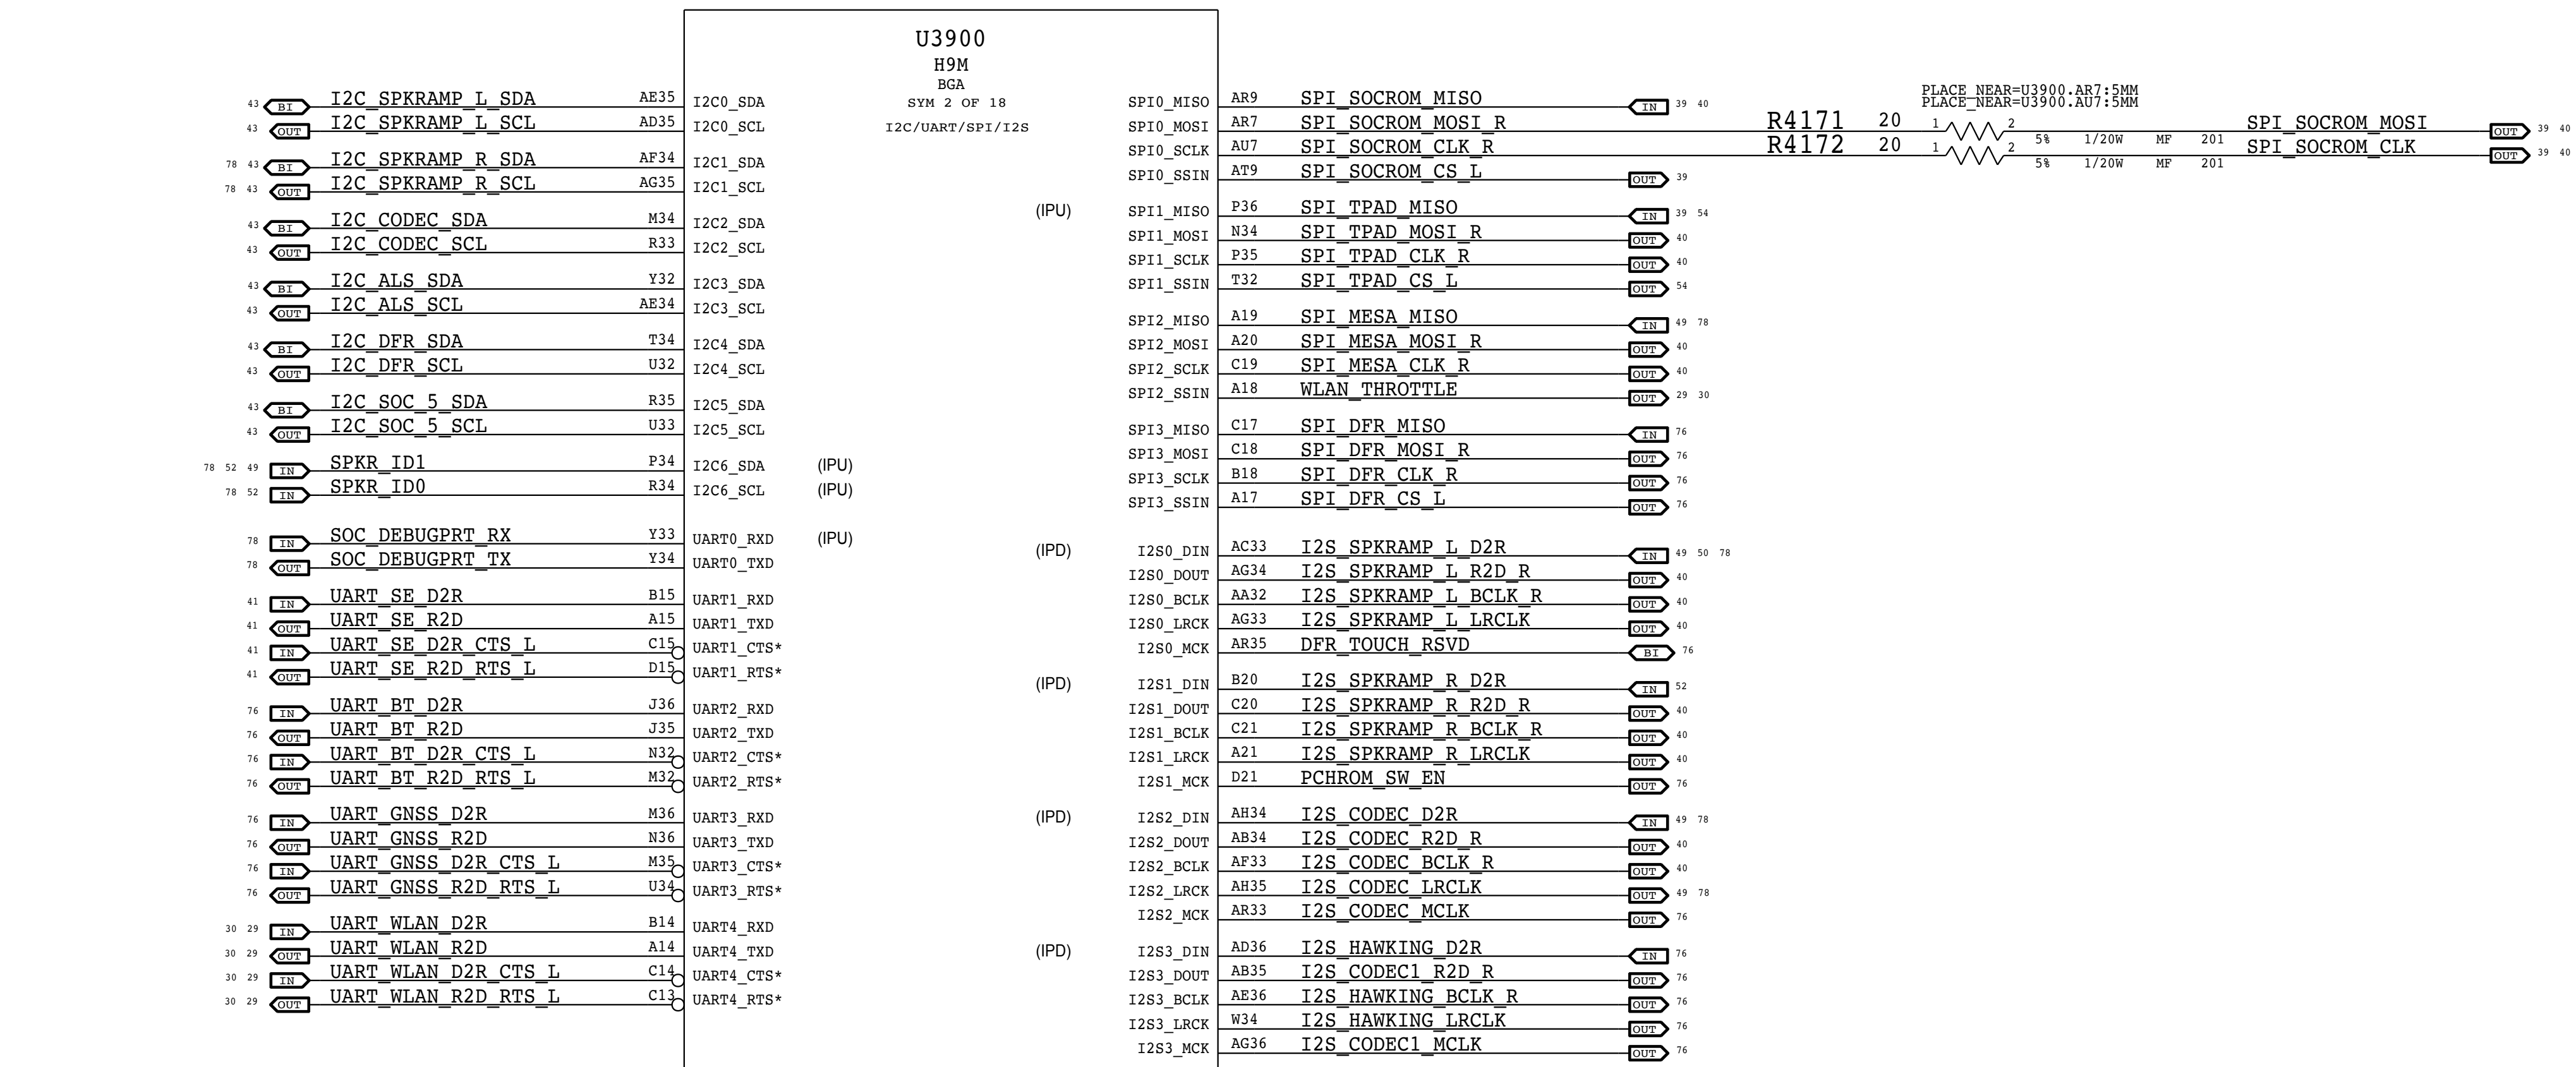 U3900
H9M
BGA
SYM 2 OF 18
I2C/UART/SPI/I2S
43 BI I2C_SPKRAMP_L_SDA AE35 I2C0_SDA
43 OUT I2C_SPKRAMP_L_SCL AD35 I2C0_SCL
78 43 BI I2C_SPKRAMP_R_SDA AF34 I2C1_SDA
78 43 OUT I2C_SPKRAMP_R_SCL AG35 I2C1_SCL
43 BI I2C_CODEC_SDA M34 I2C2_SDA
43 OUT I2C_CODEC_SCL R33 I2C2_SCL
43 BI I2C_ALS_SDA Y32 I2C3_SDA
43 OUT I2C_ALS_SCL AE34 I2C3_SCL
43 BI I2C_DFR_SDA T34 I2C4_SDA
43 OUT I2C_DFR_SCL U32 I2C4_SCL
43 BI I2C_SOC_5_SDA R35 I2C5_SDA
43 OUT I2C_SOC_5_SCL U33 I2C5_SCL
78 52 49 IN SPKR_ID1 P34 I2C6_SDA (IPU)
78 52 IN SPKR_ID0 R34 I2C6_SCL (IPU)
78 IN SOC_DEBUGPRT_RX Y33 UART0_RXD (IPU)
78 OUT SOC_DEBUGPRT_TX Y34 UART0_TXD
41 IN UART_SE_D2R B15 UART1_RXD
41 OUT UART_SE_R2D A15 UART1_TXD
41 IN UART_SE_D2R_CTS_L C15 UART1_CTS*
41 OUT UART_SE_R2D_RTS_L D15 UART1_RTS*
76 IN UART_BT_D2R J36 UART2_RXD
76 OUT UART_BT_R2D J35 UART2_TXD
76 IN UART_BT_D2R_CTS_L N32 UART2_CTS*
76 OUT UART_BT_R2D_RTS_L M32 UART2_RTS*
76 IN UART_GNSS_D2R M36 UART3_RXD
76 OUT UART_GNSS_R2D N36 UART3_TXD
76 IN UART_GNSS_D2R_CTS_L M35 UART3_CTS*
76 OUT UART_GNSS_R2D_RTS_L U34 UART3_RTS*
30 29 IN UART_WLAN_D2R B14 UART4_RXD
30 29 OUT UART_WLAN_R2D A14 UART4_TXD
30 29 IN UART_WLAN_D2R_CTS_L C14 UART4_CTS*
30 29 OUT UART_WLAN_R2D_RTS_L C13 UART4_RTS*
PLACE_NEAR=U3900.AR7:5MM
PLACE_NEAR=U3900.AU7:5MM
SPI0_MISO AR9 SPI_SOCROM_MISO IN 39 40
SPI0_MOSI AR7 SPI_SOCROM_MOSI_R R4171 20 1 2 5% 1/20W MF 201 SPI_SOCROM_MOSI OUT 39 40
SPI0_SCLK AU7 SPI_SOCROM_CLK_R R4172 20 1 2 5% 1/20W MF 201 SPI_SOCROM_CLK OUT 39 40
SPI0_SSIN AT9 SPI_SOCROM_CS_L OUT 39
(IPU) SPI1_MISO P36 SPI_TPAD_MISO IN 39 54
SPI1_MOSI N34 SPI_TPAD_MOSI_R OUT 40
SPI1_SCLK P35 SPI_TPAD_CLK_R OUT 40
SPI1_SSIN T32 SPI_TPAD_CS_L OUT 54
SPI2_MISO A19 SPI_MESA_MISO IN 49 78
SPI2_MOSI A20 SPI_MESA_MOSI_R OUT 40
SPI2_SCLK C19 SPI_MESA_CLK_R OUT 40
SPI2_SSIN A18 WLAN_THROTTLE OUT 29 30
SPI3_MISO C17 SPI_DFR_MISO IN 76
SPI3_MOSI C18 SPI_DFR_MOSI_R OUT 76
SPI3_SCLK B18 SPI_DFR_CLK_R OUT 76
SPI3_SSIN A17 SPI_DFR_CS_L OUT 76
(IPD) I2S0_DIN AC33 I2S_SPKRAMP_L_D2R IN 49 50 78
I2S0_DOUT AG34 I2S_SPKRAMP_L_R2D_R OUT 40
I2S0_BCLK AA32 I2S_SPKRAMP_L_BCLK_R OUT 40
I2S0_LRCK AG33 I2S_SPKRAMP_L_LRCLK OUT 40
I2S0_MCK AR35 DFR_TOUCH_RSVD BI 76
(IPD) I2S1_DIN B20 I2S_SPKRAMP_R_D2R IN 52
I2S1_DOUT C20 I2S_SPKRAMP_R_R2D_R OUT 40
I2S1_BCLK C21 I2S_SPKRAMP_R_BCLK_R OUT 40
I2S1_LRCK A21 I2S_SPKRAMP_R_LRCLK OUT 40
I2S1_MCK D21 PCHROM_SW_EN OUT 76
(IPD) I2S2_DIN AH34 I2S_CODEC_D2R IN 49 78
I2S2_DOUT AB34 I2S_CODEC_R2D_R OUT 40
I2S2_BCLK AF33 I2S_CODEC_BCLK_R OUT 40
I2S2_LRCK AH35 I2S_CODEC_LRCLK OUT 49 78
I2S2_MCK AR33 I2S_CODEC_MCLK OUT 76
(IPD) I2S3_DIN AD36 I2S_HAWKING_D2R IN 76
I2S3_DOUT AB35 I2S_CODEC1_R2D_R OUT 76
I2S3_BCLK AE36 I2S_HAWKING_BCLK_R OUT 76
I2S3_LRCK W34 I2S_HAWKING_LRCLK OUT 76
I2S3_MCK AG36 I2S_CODEC1_MCLK OUT 76